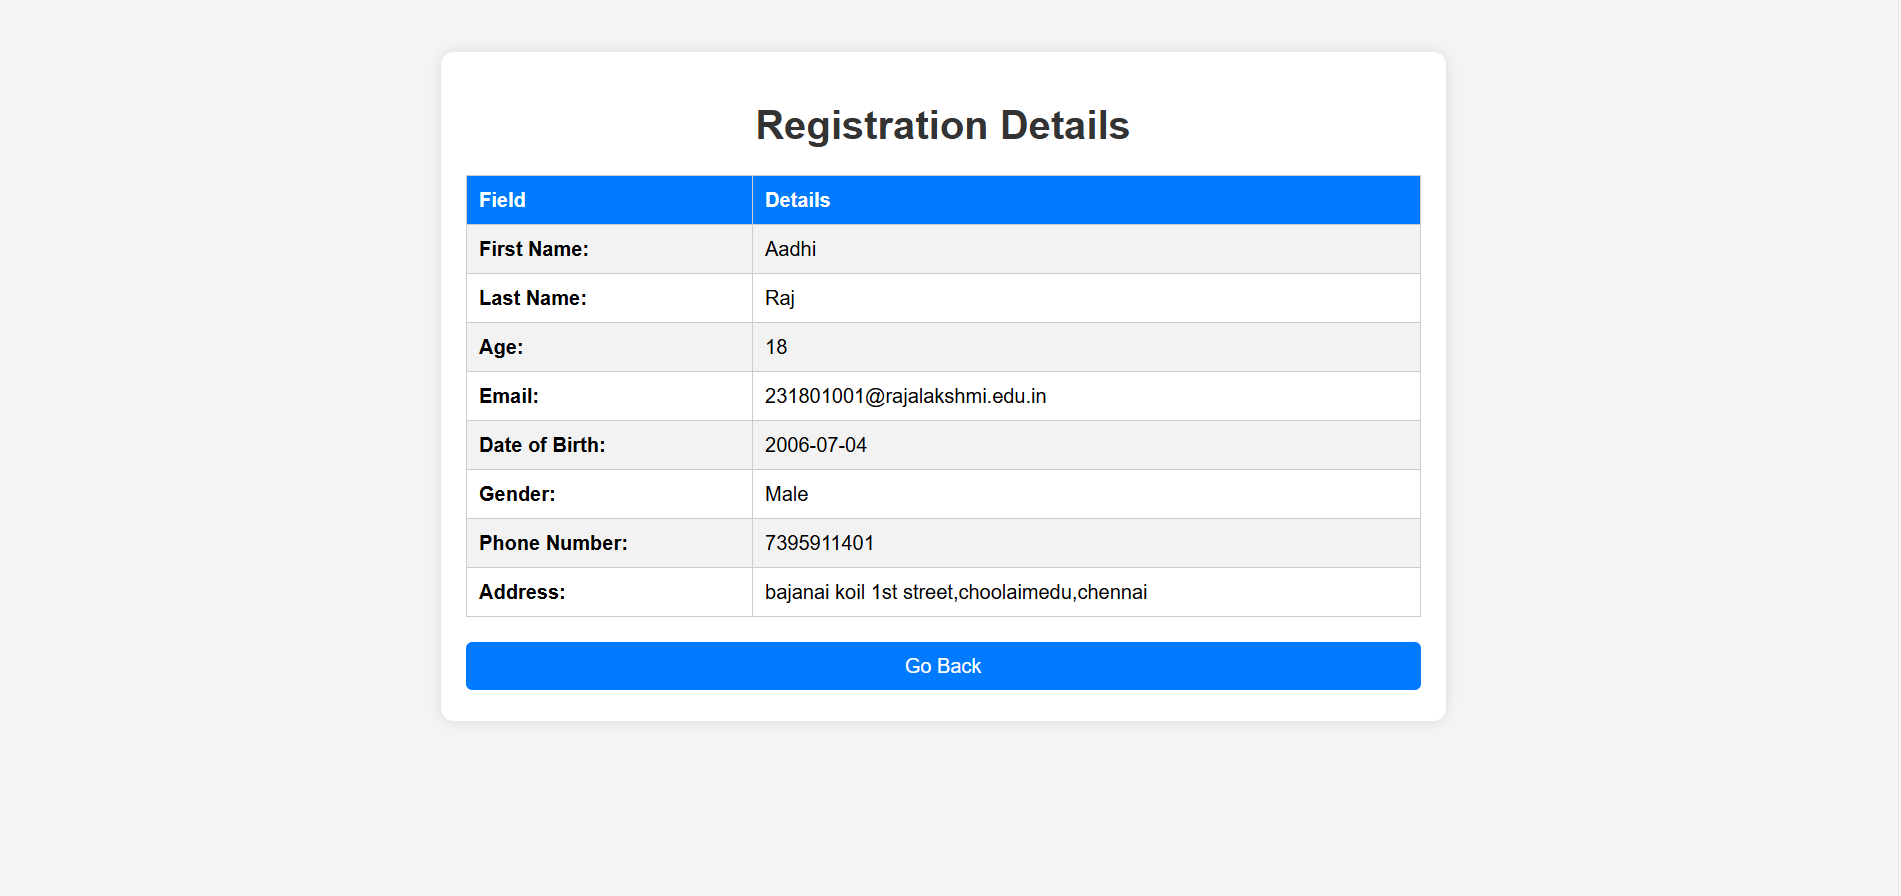 Registration Details
Field Details
First Name: Aadhi
Last Name: Raj
Age: 18
Email: 231801001@rajalakshmi.edu.in
Date of Birth: 2006-07-04
Gender: Male
Phone Number: 7395911401
Address: bajanai koil 1st street,choolaimedu,chennai
Go Back